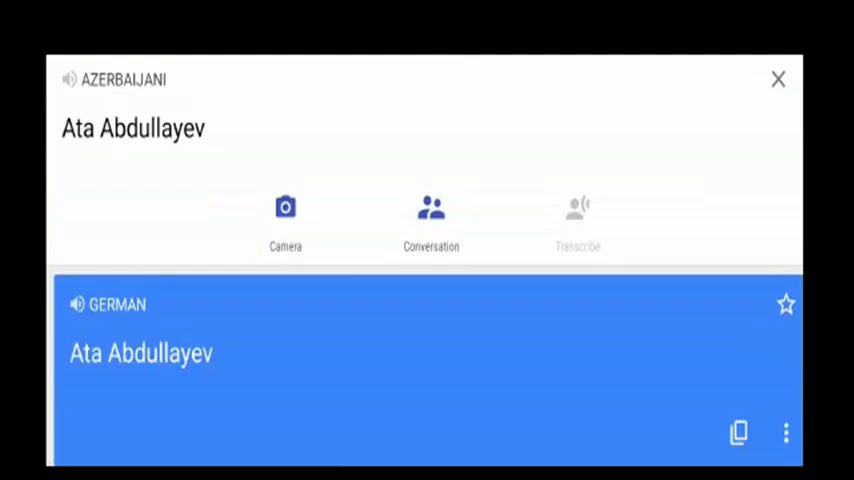 AZERBAIJANI
Ata Abdullayev
Camera Conversation Transcribe
GERMAN
Ata Abdullayev